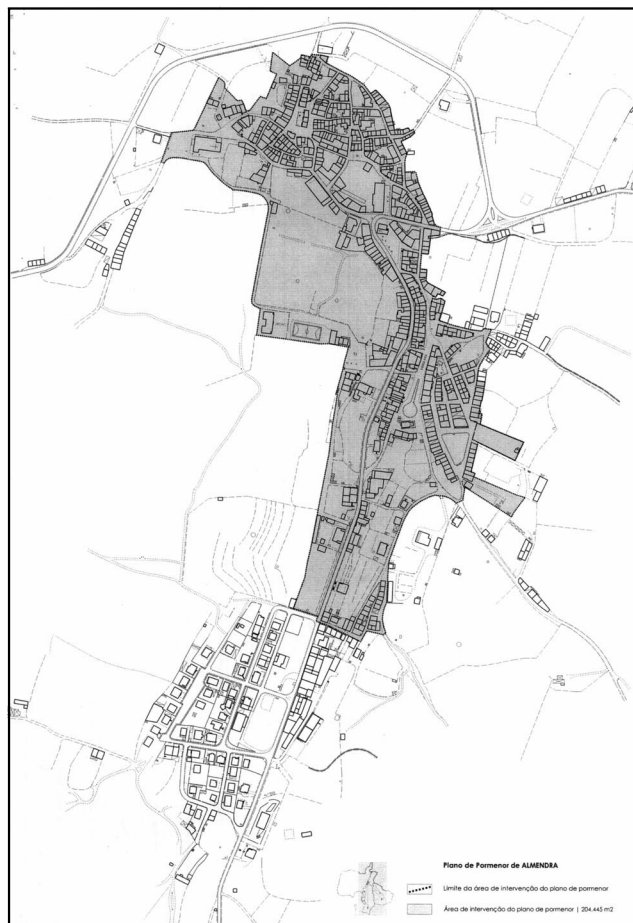 Plano de Pormenor de ALMENDRA
Limite da área de intervenção do plano de pormenor
Área de intervenção do plano de pormenor | 204.445 m2